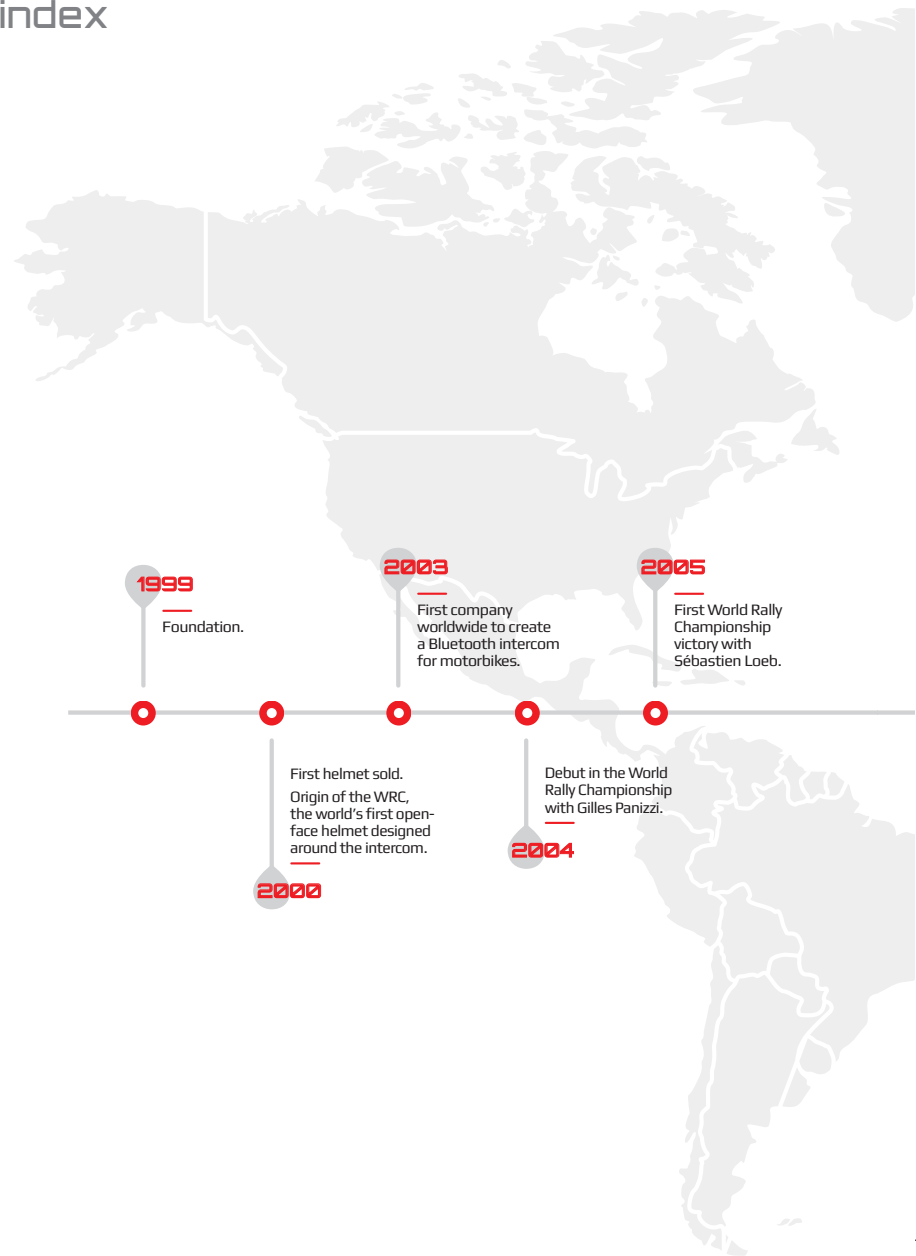 index
1999
Foundation.
2003
First company
worldwide to create
a Bluetooth intercom
for motorbikes.
2005
First World Rally
Championship
victory with
Sébastien Loeb.
First helmet sold.
Origin of the WRC,
the world's first open-
face helmet designed
around the intercom.
2000
Debut in the World
Rally Championship
with Gilles Panizzi.
2004